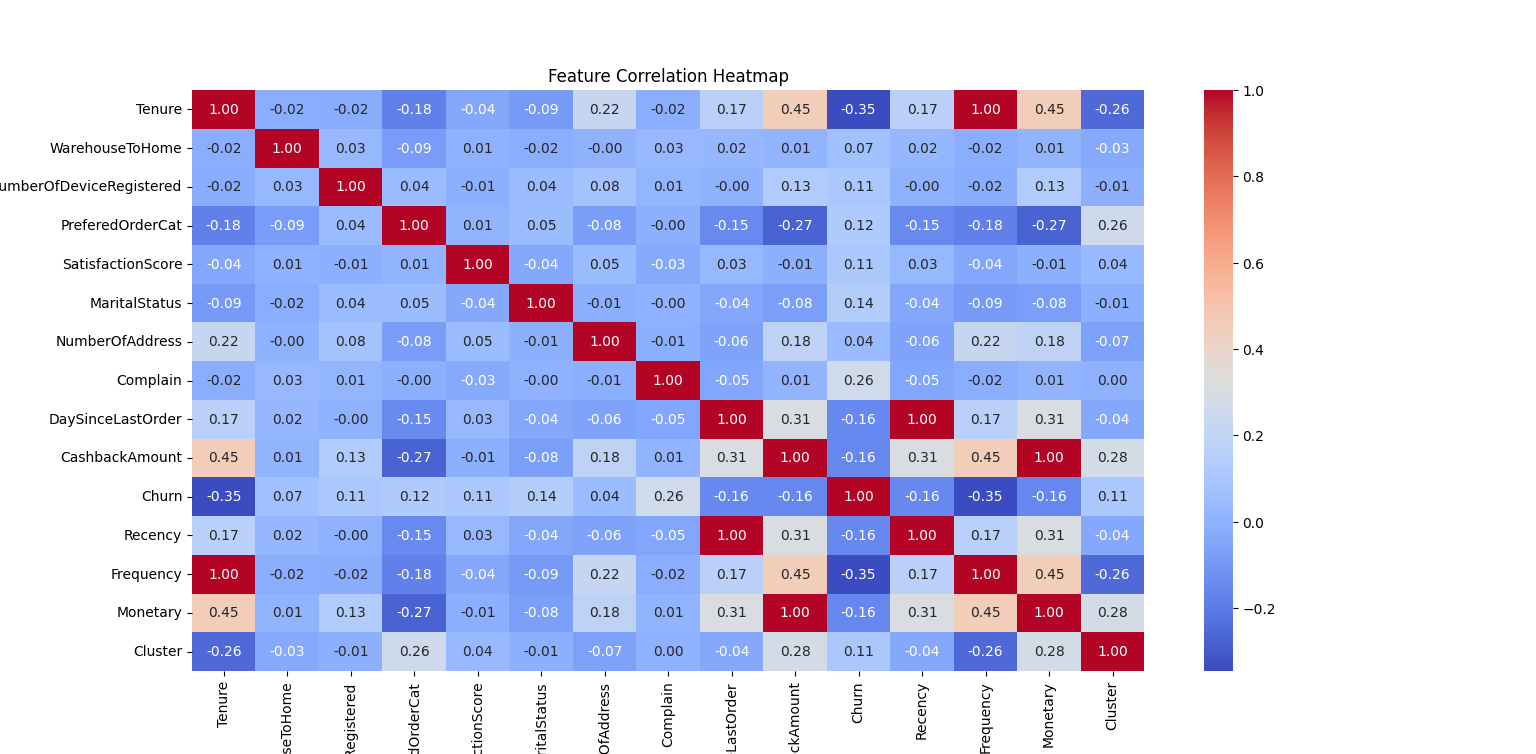 Feature Correlation Heatmap
Tenure 1.00 -0.02 -0.02 -0.18 -0.04 -0.09 0.22 -0.02 0.17 0.45 -0.35 0.17 1.00 0.45 -0.26
WarehouseToHome -0.02 1.00 0.03 -0.09 0.01 -0.02 -0.00 0.03 0.02 0.01 0.07 0.02 -0.02 0.01 -0.03
umberOfDeviceRegistered -0.02 0.03 1.00 0.04 -0.01 0.04 0.08 0.01 -0.00 0.13 0.11 -0.00 -0.02 0.13 -0.01
PreferedOrderCat -0.18 -0.09 0.04 1.00 0.01 0.05 -0.08 -0.00 -0.15 -0.27 0.12 -0.15 -0.18 -0.27 0.26
SatisfactionScore -0.04 0.01 -0.01 0.01 1.00 -0.04 0.05 -0.03 0.03 -0.01 0.11 0.03 -0.04 -0.01 0.04
MaritalStatus -0.09 -0.02 0.04 0.05 -0.04 1.00 -0.01 -0.00 -0.04 -0.08 0.14 -0.04 -0.09 -0.08 -0.01
NumberOfAddress 0.22 -0.00 0.08 -0.08 0.05 -0.01 1.00 -0.01 -0.06 0.18 0.04 -0.06 0.22 0.18 -0.07
Complain -0.02 0.03 0.01 -0.00 -0.03 -0.00 -0.01 1.00 -0.05 0.01 0.26 -0.05 -0.02 0.01 0.00
DaySinceLastOrder 0.17 0.02 -0.00 -0.15 0.03 -0.04 -0.06 -0.05 1.00 0.31 -0.16 1.00 0.17 0.31 -0.04
CashbackAmount 0.45 0.01 0.13 -0.27 -0.01 -0.08 0.18 0.01 0.31 1.00 -0.16 0.31 0.45 1.00 0.28
Churn -0.35 0.07 0.11 0.12 0.11 0.14 0.04 0.26 -0.16 -0.16 1.00 -0.16 -0.35 -0.16 0.11
Recency 0.17 0.02 -0.00 -0.15 0.03 -0.04 -0.06 -0.05 1.00 0.31 -0.16 1.00 0.17 0.31 -0.04
Frequency 1.00 -0.02 -0.02 -0.18 -0.04 -0.09 0.22 -0.02 0.17 0.45 -0.35 0.17 1.00 0.45 -0.26
Monetary 0.45 0.01 0.13 -0.27 -0.01 -0.08 0.18 0.01 0.31 1.00 -0.16 0.31 0.45 1.00 0.28
Cluster -0.26 -0.03 -0.01 0.26 0.04 -0.01 -0.07 0.00 -0.04 0.28 0.11 -0.04 -0.26 0.28 1.00
Tenure
seToHome
Registered
dOrderCat
ctionScore
ritalStatus
OfAddress
Complain
LastOrder
ckAmount
Churn
Recency
Frequency
Monetary
Cluster
1.0
0.8
0.6
0.4
0.2
0.0
−0.2